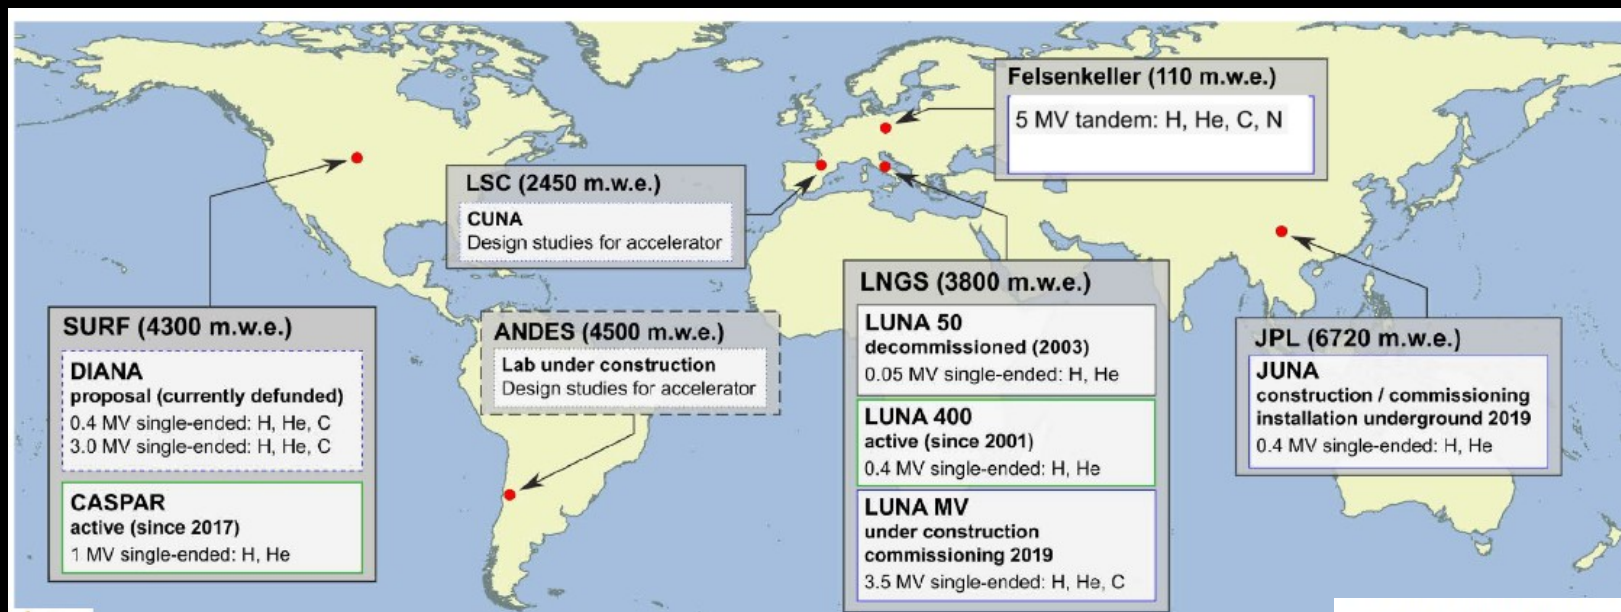 Felsenkeller (110 m.w.e.)
5 MV tandem: H, He, C, N
LSC (2450 m.w.e.)
CUNA
Design studies for accelerator
SURF (4300 m.w.e.)
DIANA
proposal (currently defunded)
0.4 MV single-ended: H, He, C
3.0 MV single-ended: H, He, C
CASPAR
active (since 2017)
1 MV single-ended: H, He
ANDES (4500 m.w.e.)
Lab under construction
Design studies for accelerator
LNGS (3800 m.w.e.)
LUNA 50
decommissioned (2003)
0.05 MV single-ended: H, He
LUNA 400
active (since 2001)
0.4 MV single-ended: H, He
LUNA MV
under construction
commissioning 2019
3.5 MV single-ended: H, He, C
JPL (6720 m.w.e.)
JUNA
construction / commissioning
installation underground 2019
0.4 MV single-ended: H, He